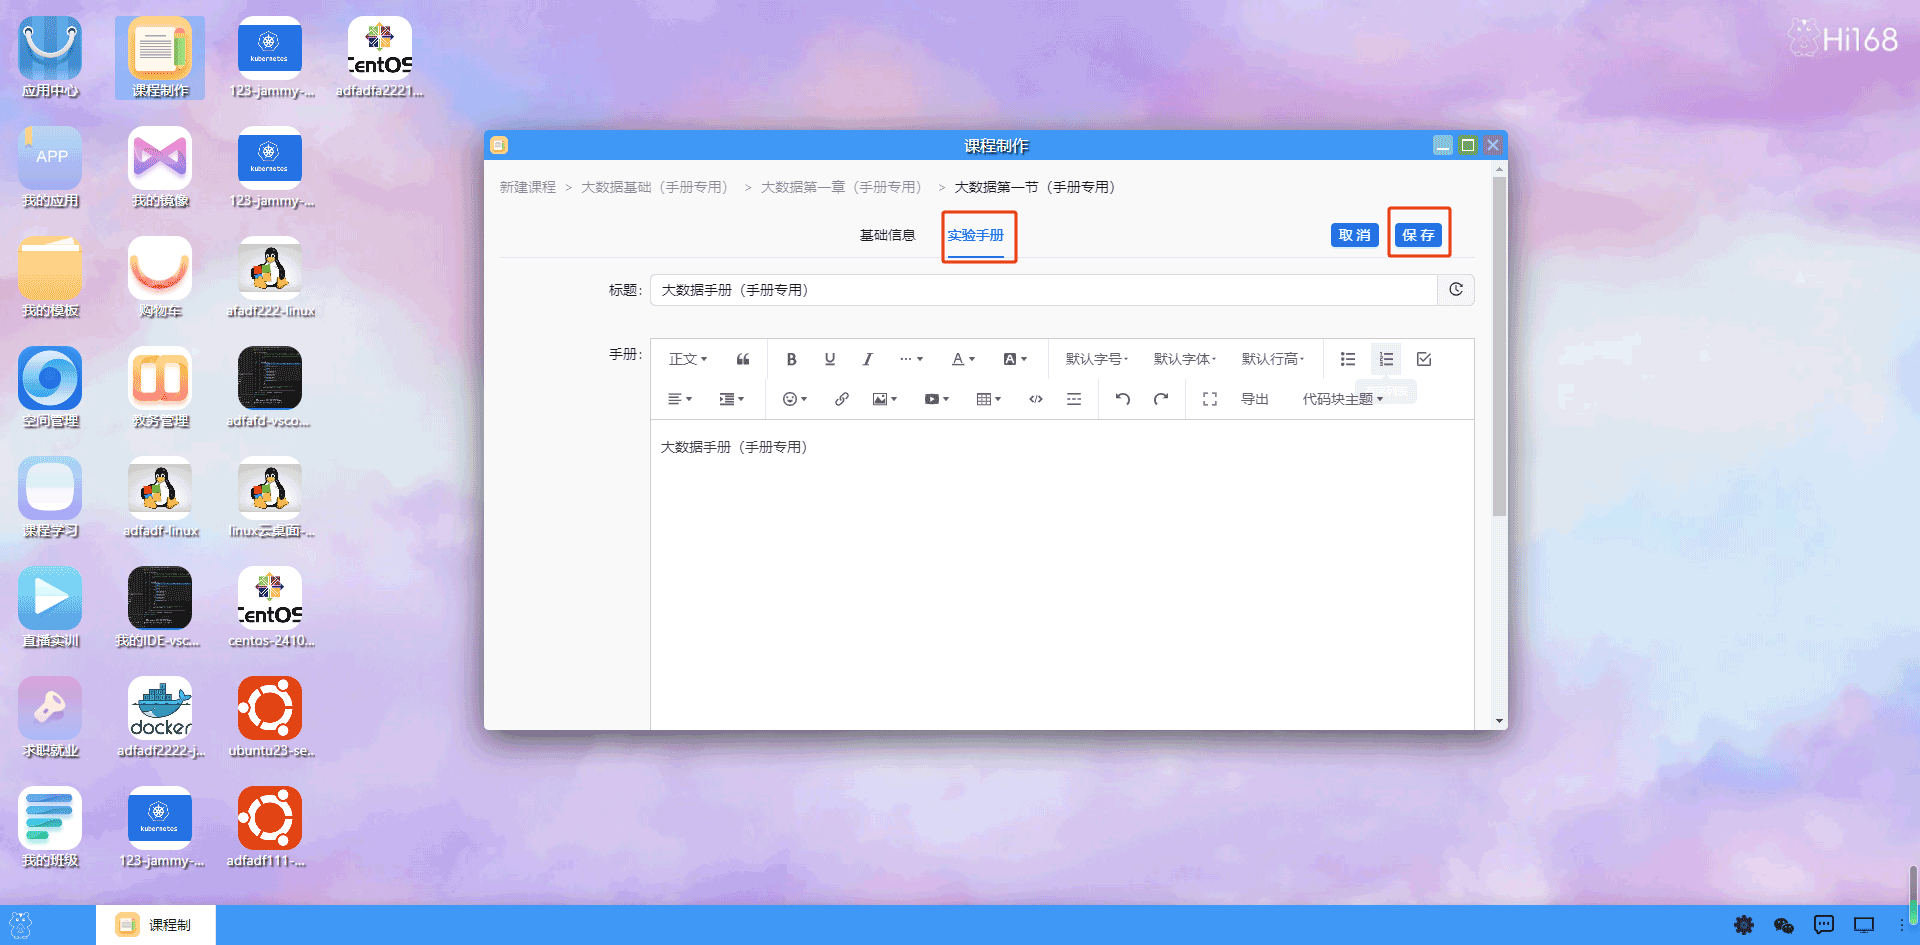 Hi168
应用中心
课程制作
kubernetes
123-jammy-...
CentOS
adfadfa2221...
APP
我的应用
我的镜像
kubernetes
123-jammy-...
我的模板
购物车
afadf222-linux
空间管理
教务管理
adfafd-vsco...
课程学习
adfadf-linux
linux云桌面-...
直播实训
我的IDE-vsc...
CentOS
centos-2410...
求职就业
docker
adfadf2222-j...
ubuntu23-se...
我的班级
kubernetes
123-jammy-...
adfadf111-...
课程制作
新建课程 > 大数据基础（手册专用） > 大数据第一章（手册专用） > 大数据第一节（手册专用）
基础信息 实验手册 取消 保存
标题： 大数据手册（手册专用）
手册： 正文 B U I ... A A 默认字号 默认字体 默认行高
导出 代码块主题
大数据手册（手册专用）
课程制